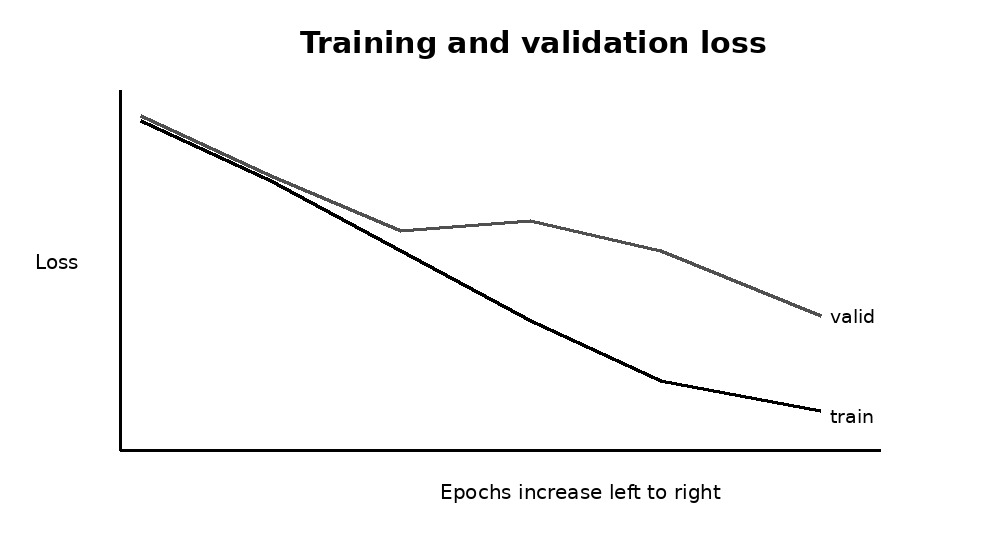 Training and validation loss
Loss
valid
train
Epochs increase left to right